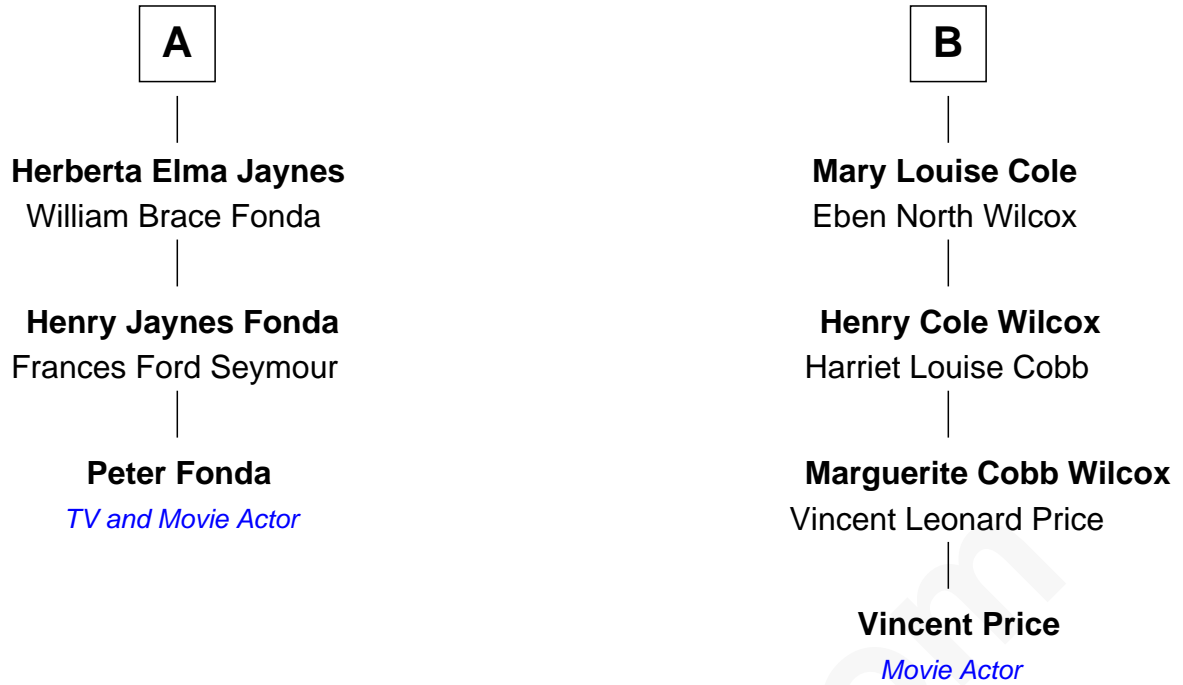 A
Herberta Elma Jaynes
William Brace Fonda
Henry Jaynes Fonda
Frances Ford Seymour
Peter Fonda
TV and Movie Actor
B
Mary Louise Cole
Eben North Wilcox
Henry Cole Wilcox
Harriet Louise Cobb
Marguerite Cobb Wilcox
Vincent Leonard Price
Vincent Price
Movie Actor